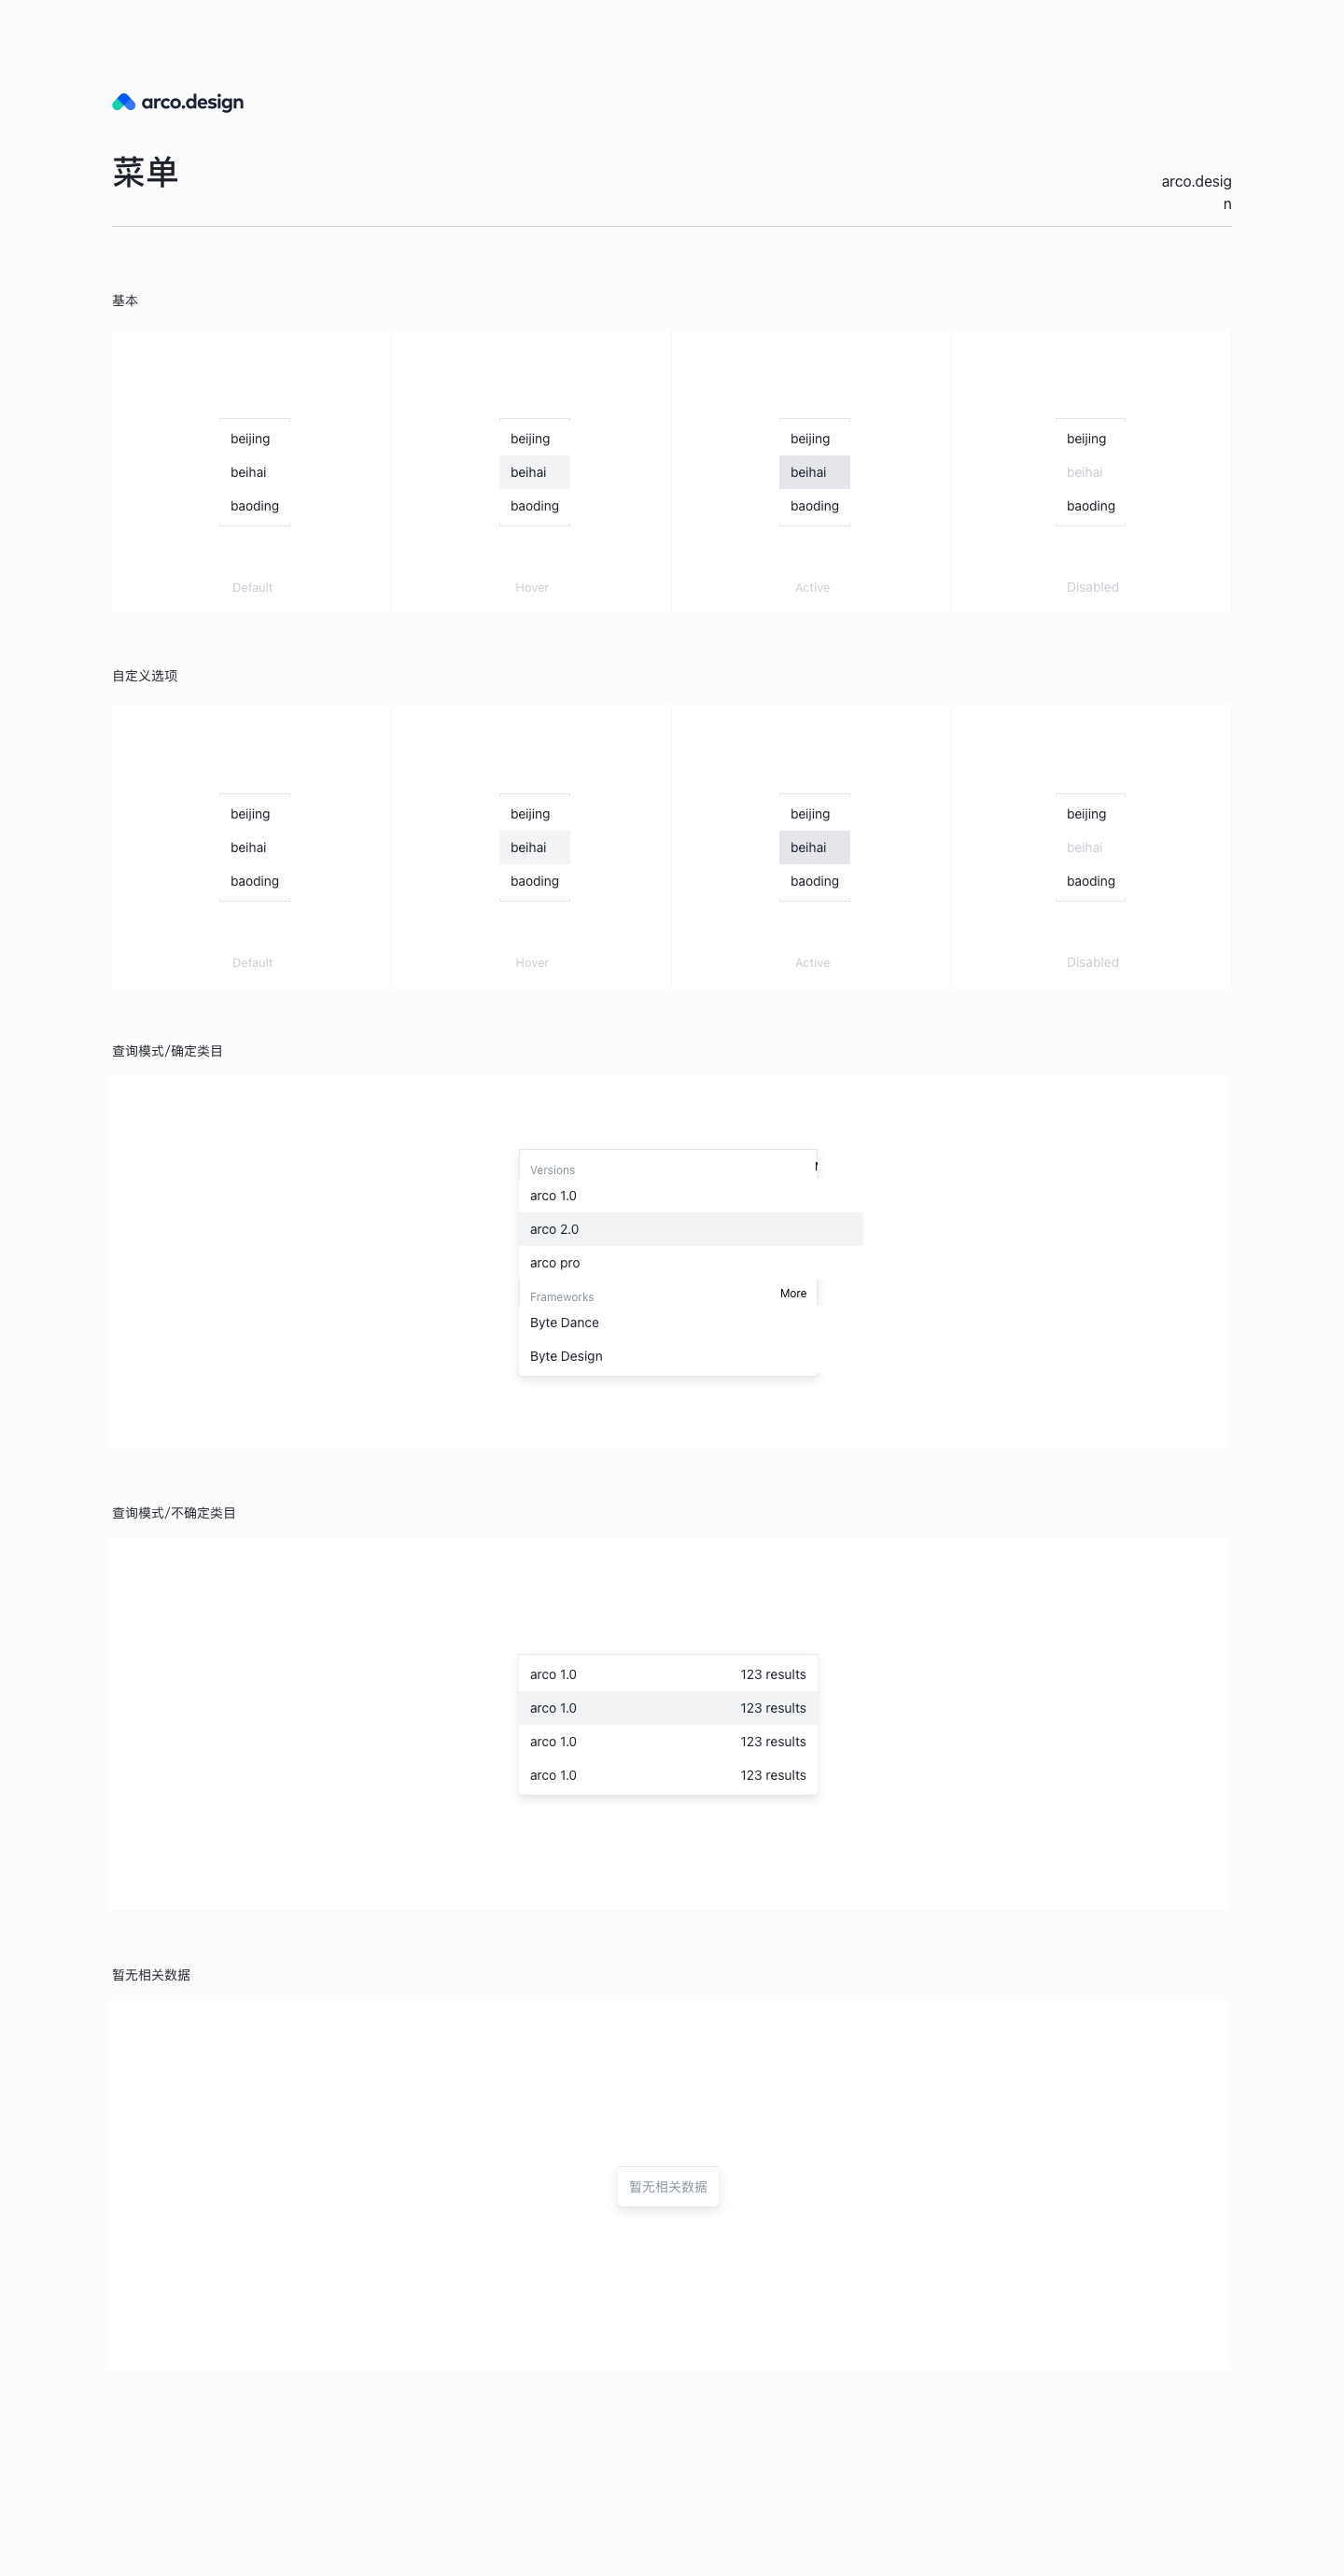 arco.design
菜单
arco.desig
n
基本
beijing
beihai
baoding
Default
beijing
beihai
baoding
Hover
beijing
beihai
baoding
Active
beijing
beihai
baoding
Disabled
自定义选项
beijing
beihai
baoding
Default
beijing
beihai
baoding
Hover
beijing
beihai
baoding
Active
beijing
beihai
baoding
Disabled
查询模式/确定类目
Versions
arco 1.0
arco 2.0
arco pro
Frameworks More
Byte Dance
Byte Design
查询模式/不确定类目
arco 1.0 123 results
arco 1.0 123 results
arco 1.0 123 results
arco 1.0 123 results
暂无相关数据
暂无相关数据